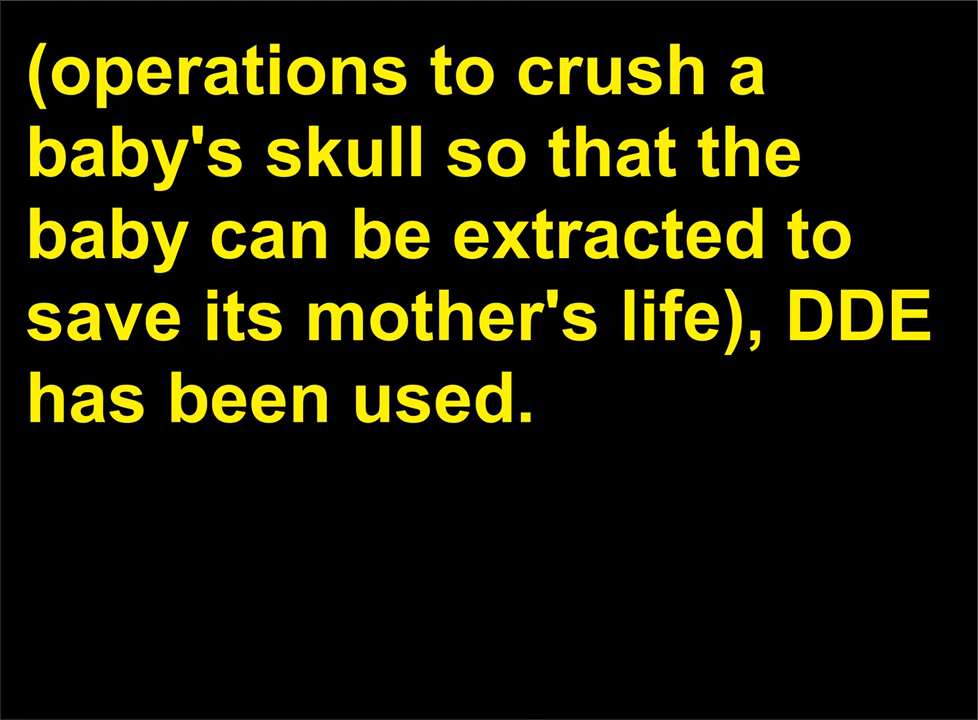 (operations to crush a
baby's skull so that the
baby can be extracted to
save its mother's life), DDE
has been used.